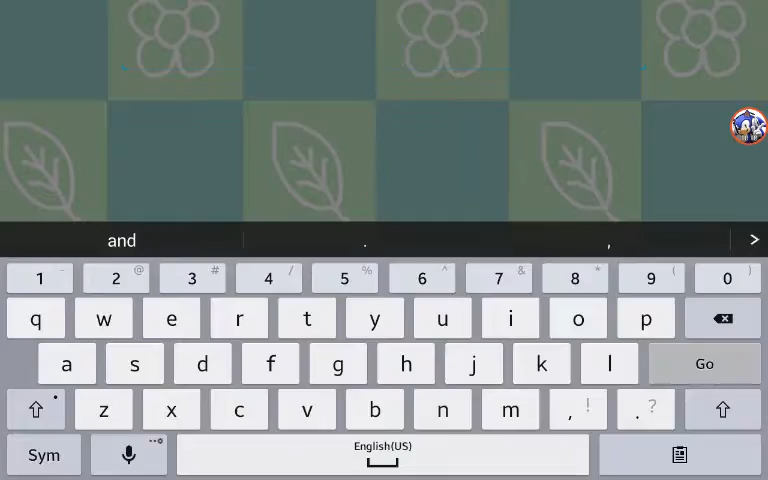 and . , >
1 - 2 @ 3 # 4 / 5 % 6 ^ 7 & 8 * 9 ( 0 )
q w e r t y u i o p
a s d f g h j k l Go
z x c v b n m , ! . ?
Sym English(US)